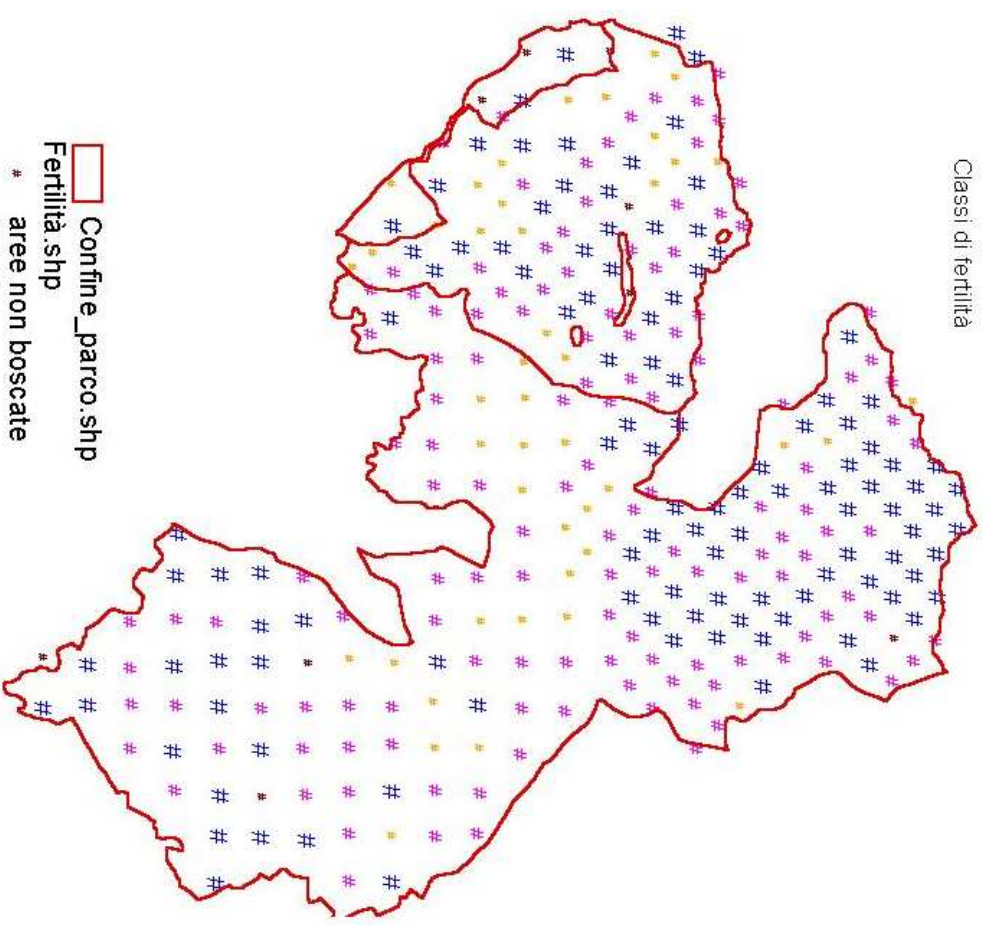 Classi di fertilità
Confine_parco.shp
Fertilità.shp
# aree non boscate